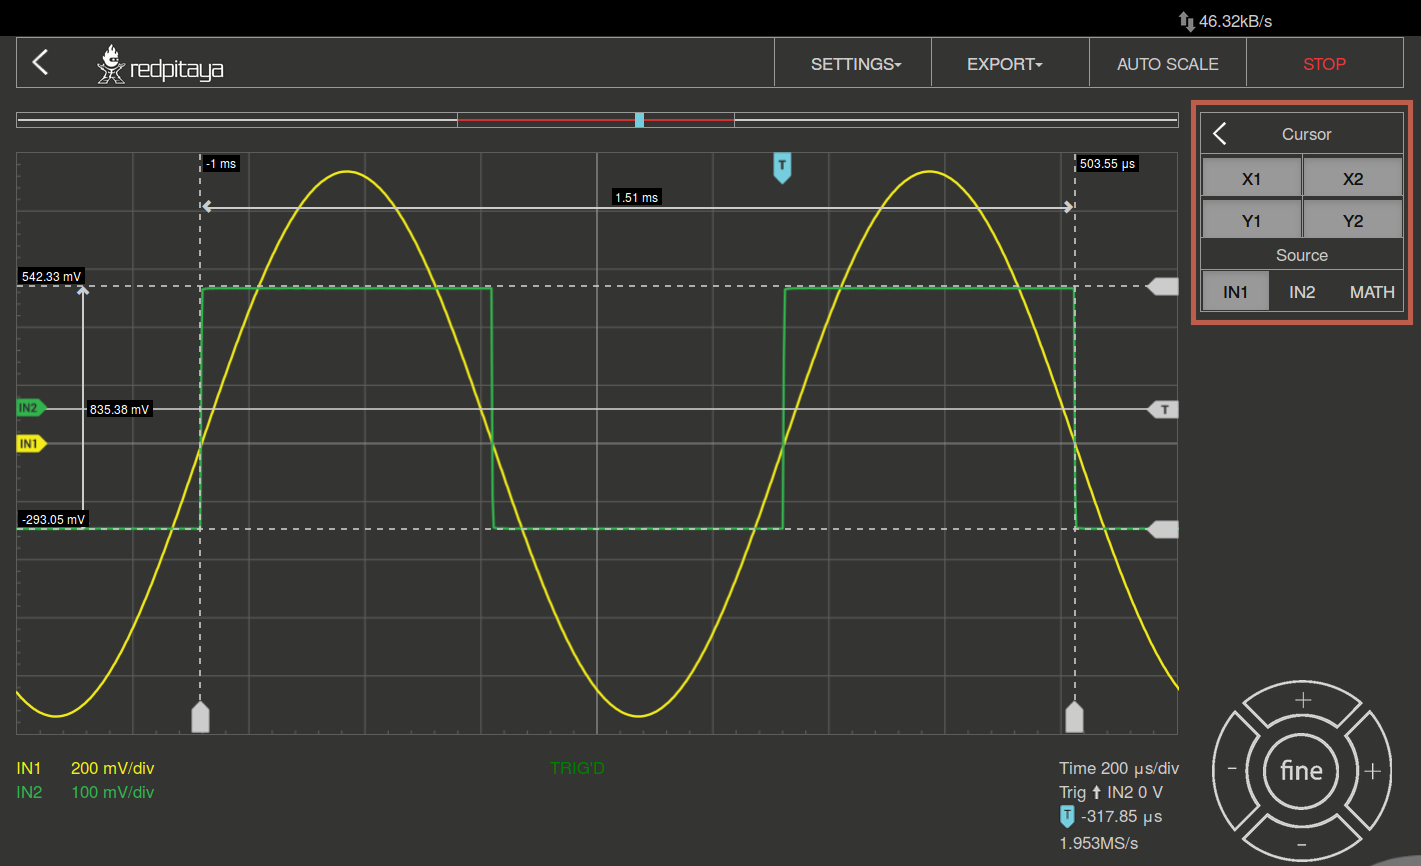 46.32kB/s
redpitaya
SETTINGS
EXPORT
AUTO SCALE
STOP
Cursor
X1 X2
Y1 Y2
Source
IN1 IN2 MATH
-1 ms
T
503.55 µs
1.51 ms
542.33 mV
IN2
835.38 mV
T
IN1
-293.05 mV
IN1 200 mV/div
TRIG'D
Time 200 µs/div
IN2 100 mV/div
Trig ↑ IN2 0 V
T -317.85 µs
1.953MS/s
+
- fine +
-